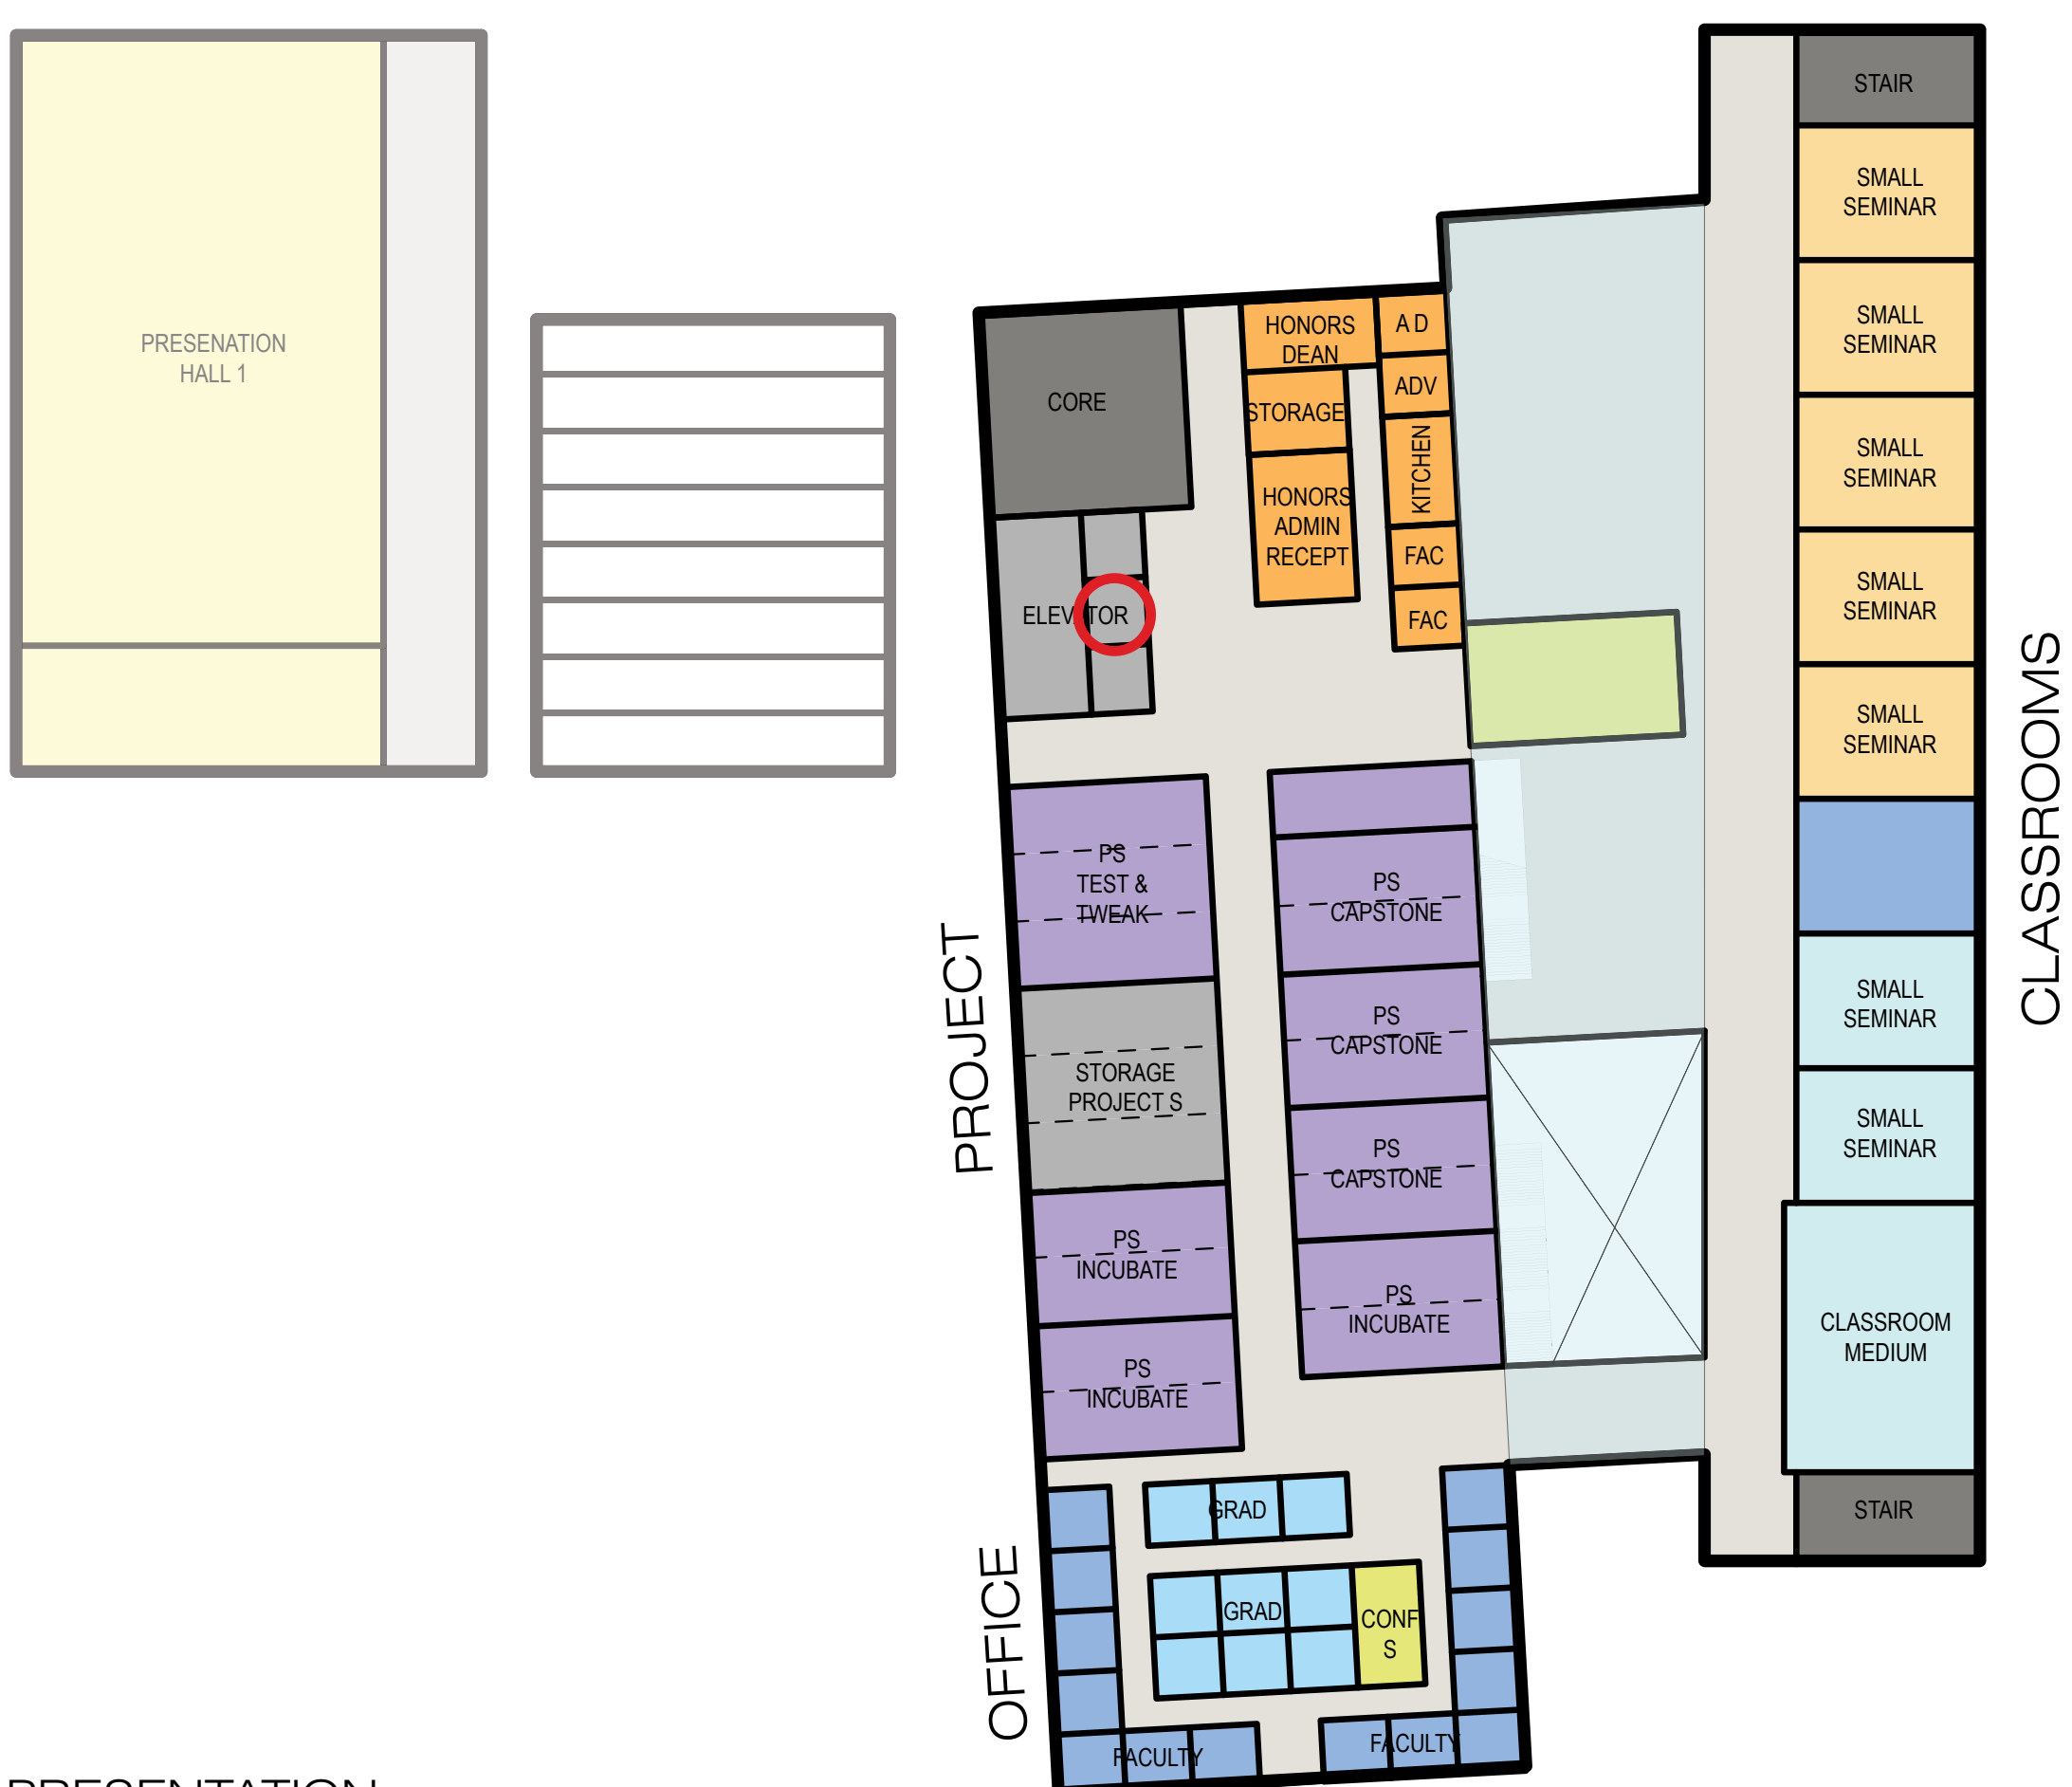 PRESENATION
HALL 1
CORE
ELEVATOR
HONORS
DEAN
A D
STORAGE
ADV
KITCHEN
HONORS
ADMIN
RECEPT
FAC
FAC
STAIR
SMALL
SEMINAR
SMALL
SEMINAR
SMALL
SEMINAR
SMALL
SEMINAR
SMALL
SEMINAR
SMALL
SEMINAR
SMALL
SEMINAR
CLASSROOM
MEDIUM
STAIR
CLASSROOMS
PROJECT
PS
TEST &
TWEAK
STORAGE
PROJECT S
PS
INCUBATE
PS
INCUBATE
PS
CAPSTONE
PS
CAPSTONE
PS
CAPSTONE
PS
INCUBATE
OFFICE
GRAD
GRAD
CONF
S
FACULTY
FACULTY
PRESENTATION